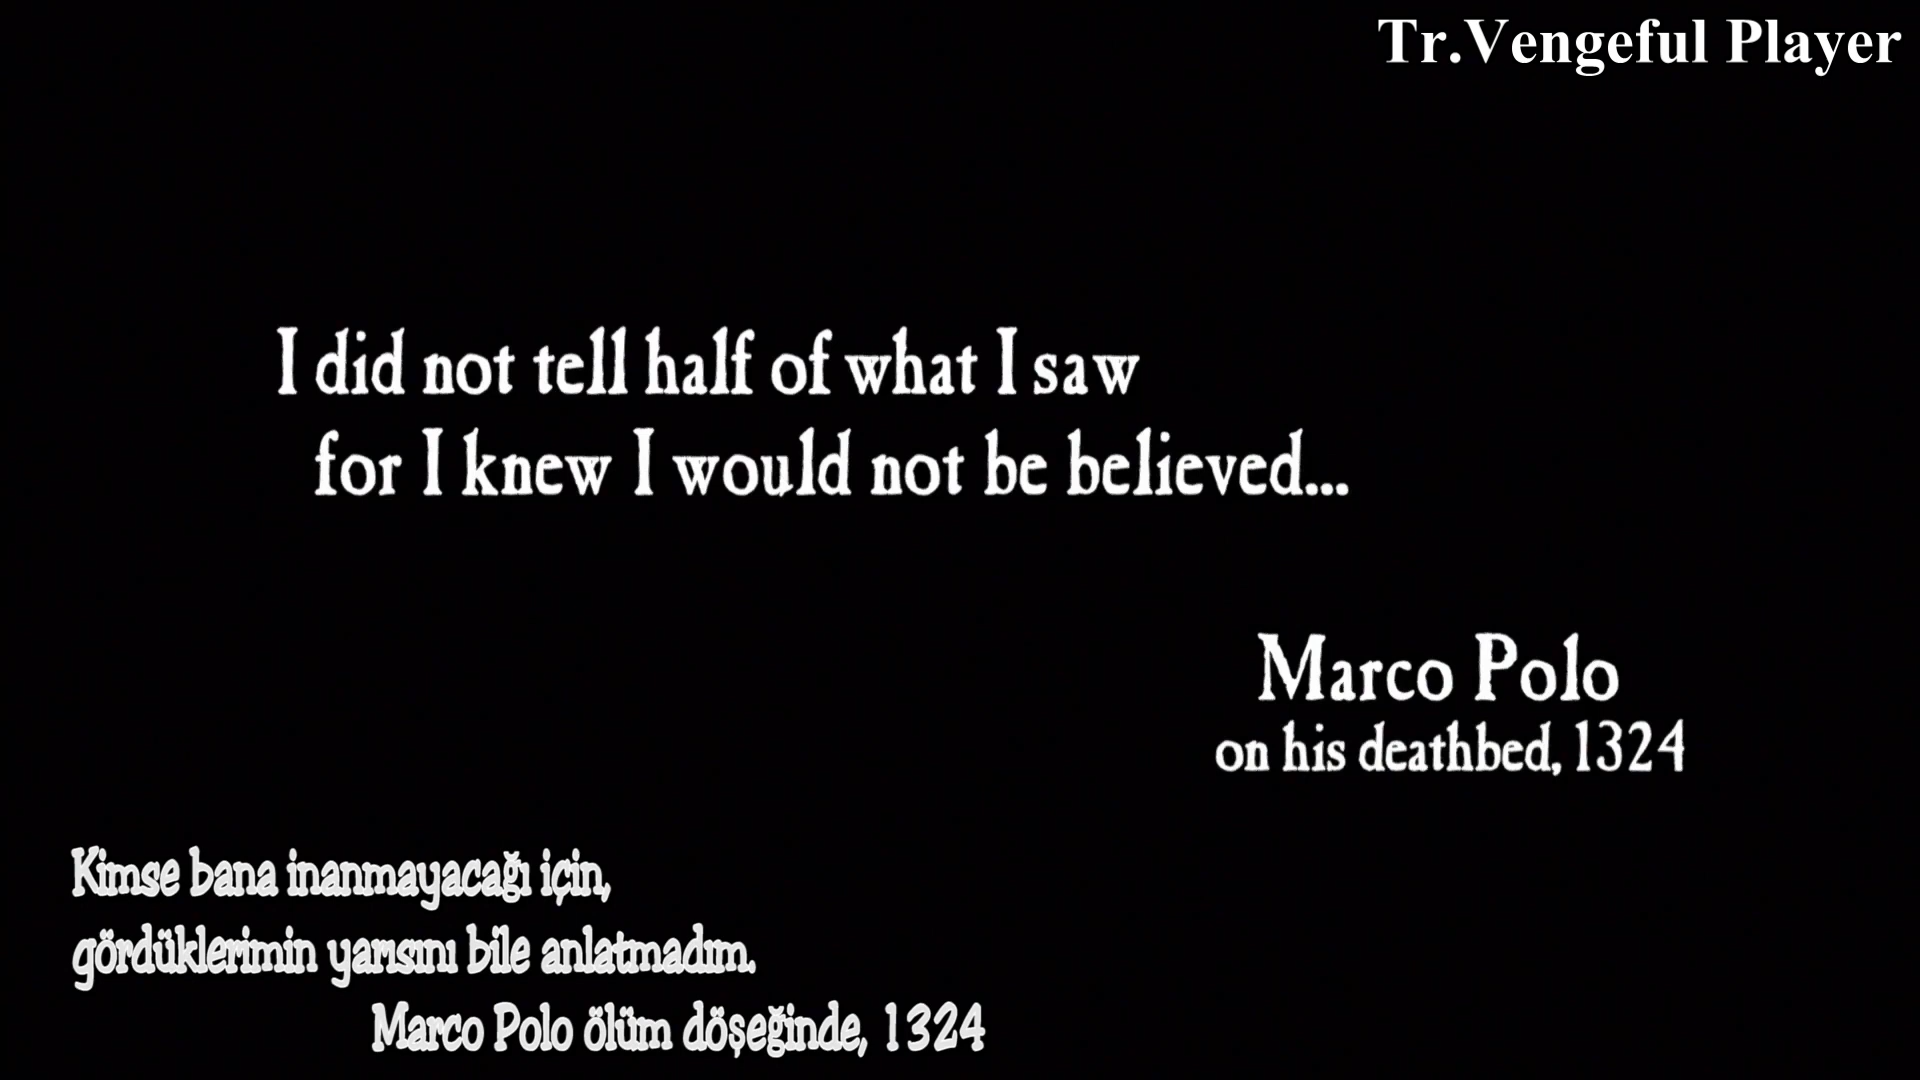 Tr.Vengeful Player
I did not tell half of what I saw
for I knew I would not be believed...
Marco Polo
on his deathbed, 1324
Kimse bana inanmayacağı için,
gördüklerimin yarısını bile anlatmadım.
Marco Polo ölüm döşeğinde, 1324